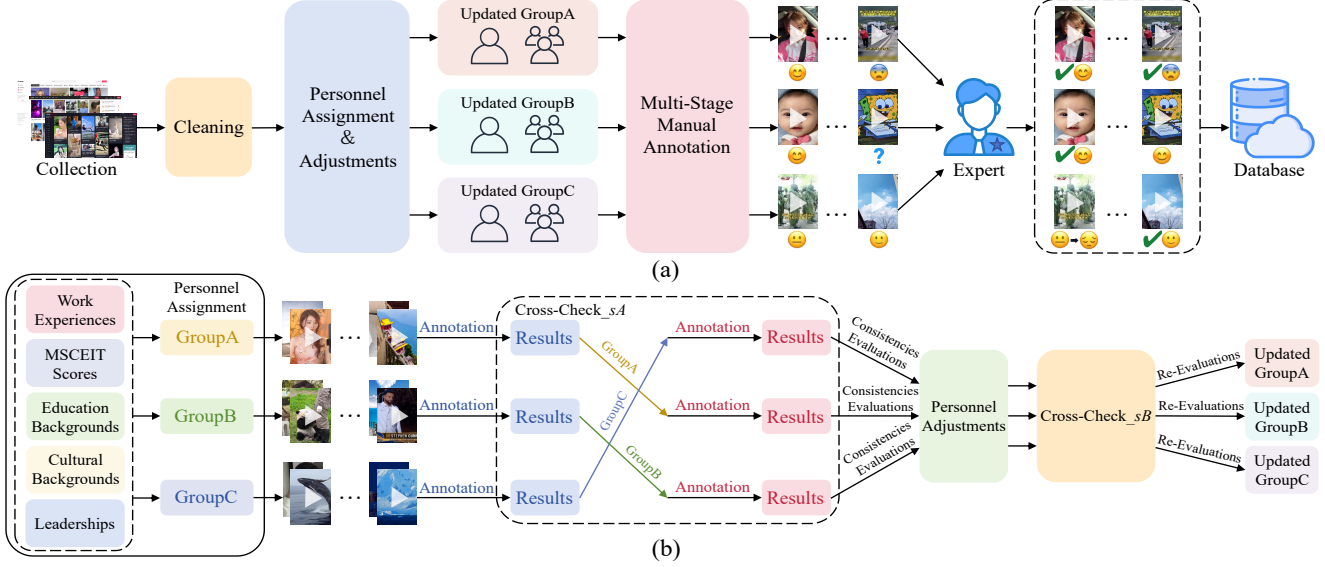 Collection
Cleaning
Personnel
Assignment
&
Adjustments
Updated GroupA
Updated GroupB
Updated GroupC
Multi-Stage
Manual
Annotation
?
Expert
Database
(a)
Work
Experiences
MSCEIT
Scores
Education
Backgrounds
Cultural
Backgrounds
Leaderships
Personnel
Assignment
GroupA
GroupB
GroupC
Annotation
Annotation
Annotation
Cross-Check_sA
Results
Results
Results
GroupA
GroupC
GroupB
Annotation
Annotation
Annotation
Results
Results
Results
Consistencies
Evaluations
Consistencies
Evaluations
Consistencies
Evaluations
Personnel
Adjustments
Cross-Check_sB
Re-Evaluations
Re-Evaluations
Re-Evaluations
Updated
GroupA
Updated
GroupB
Updated
GroupC
(b)